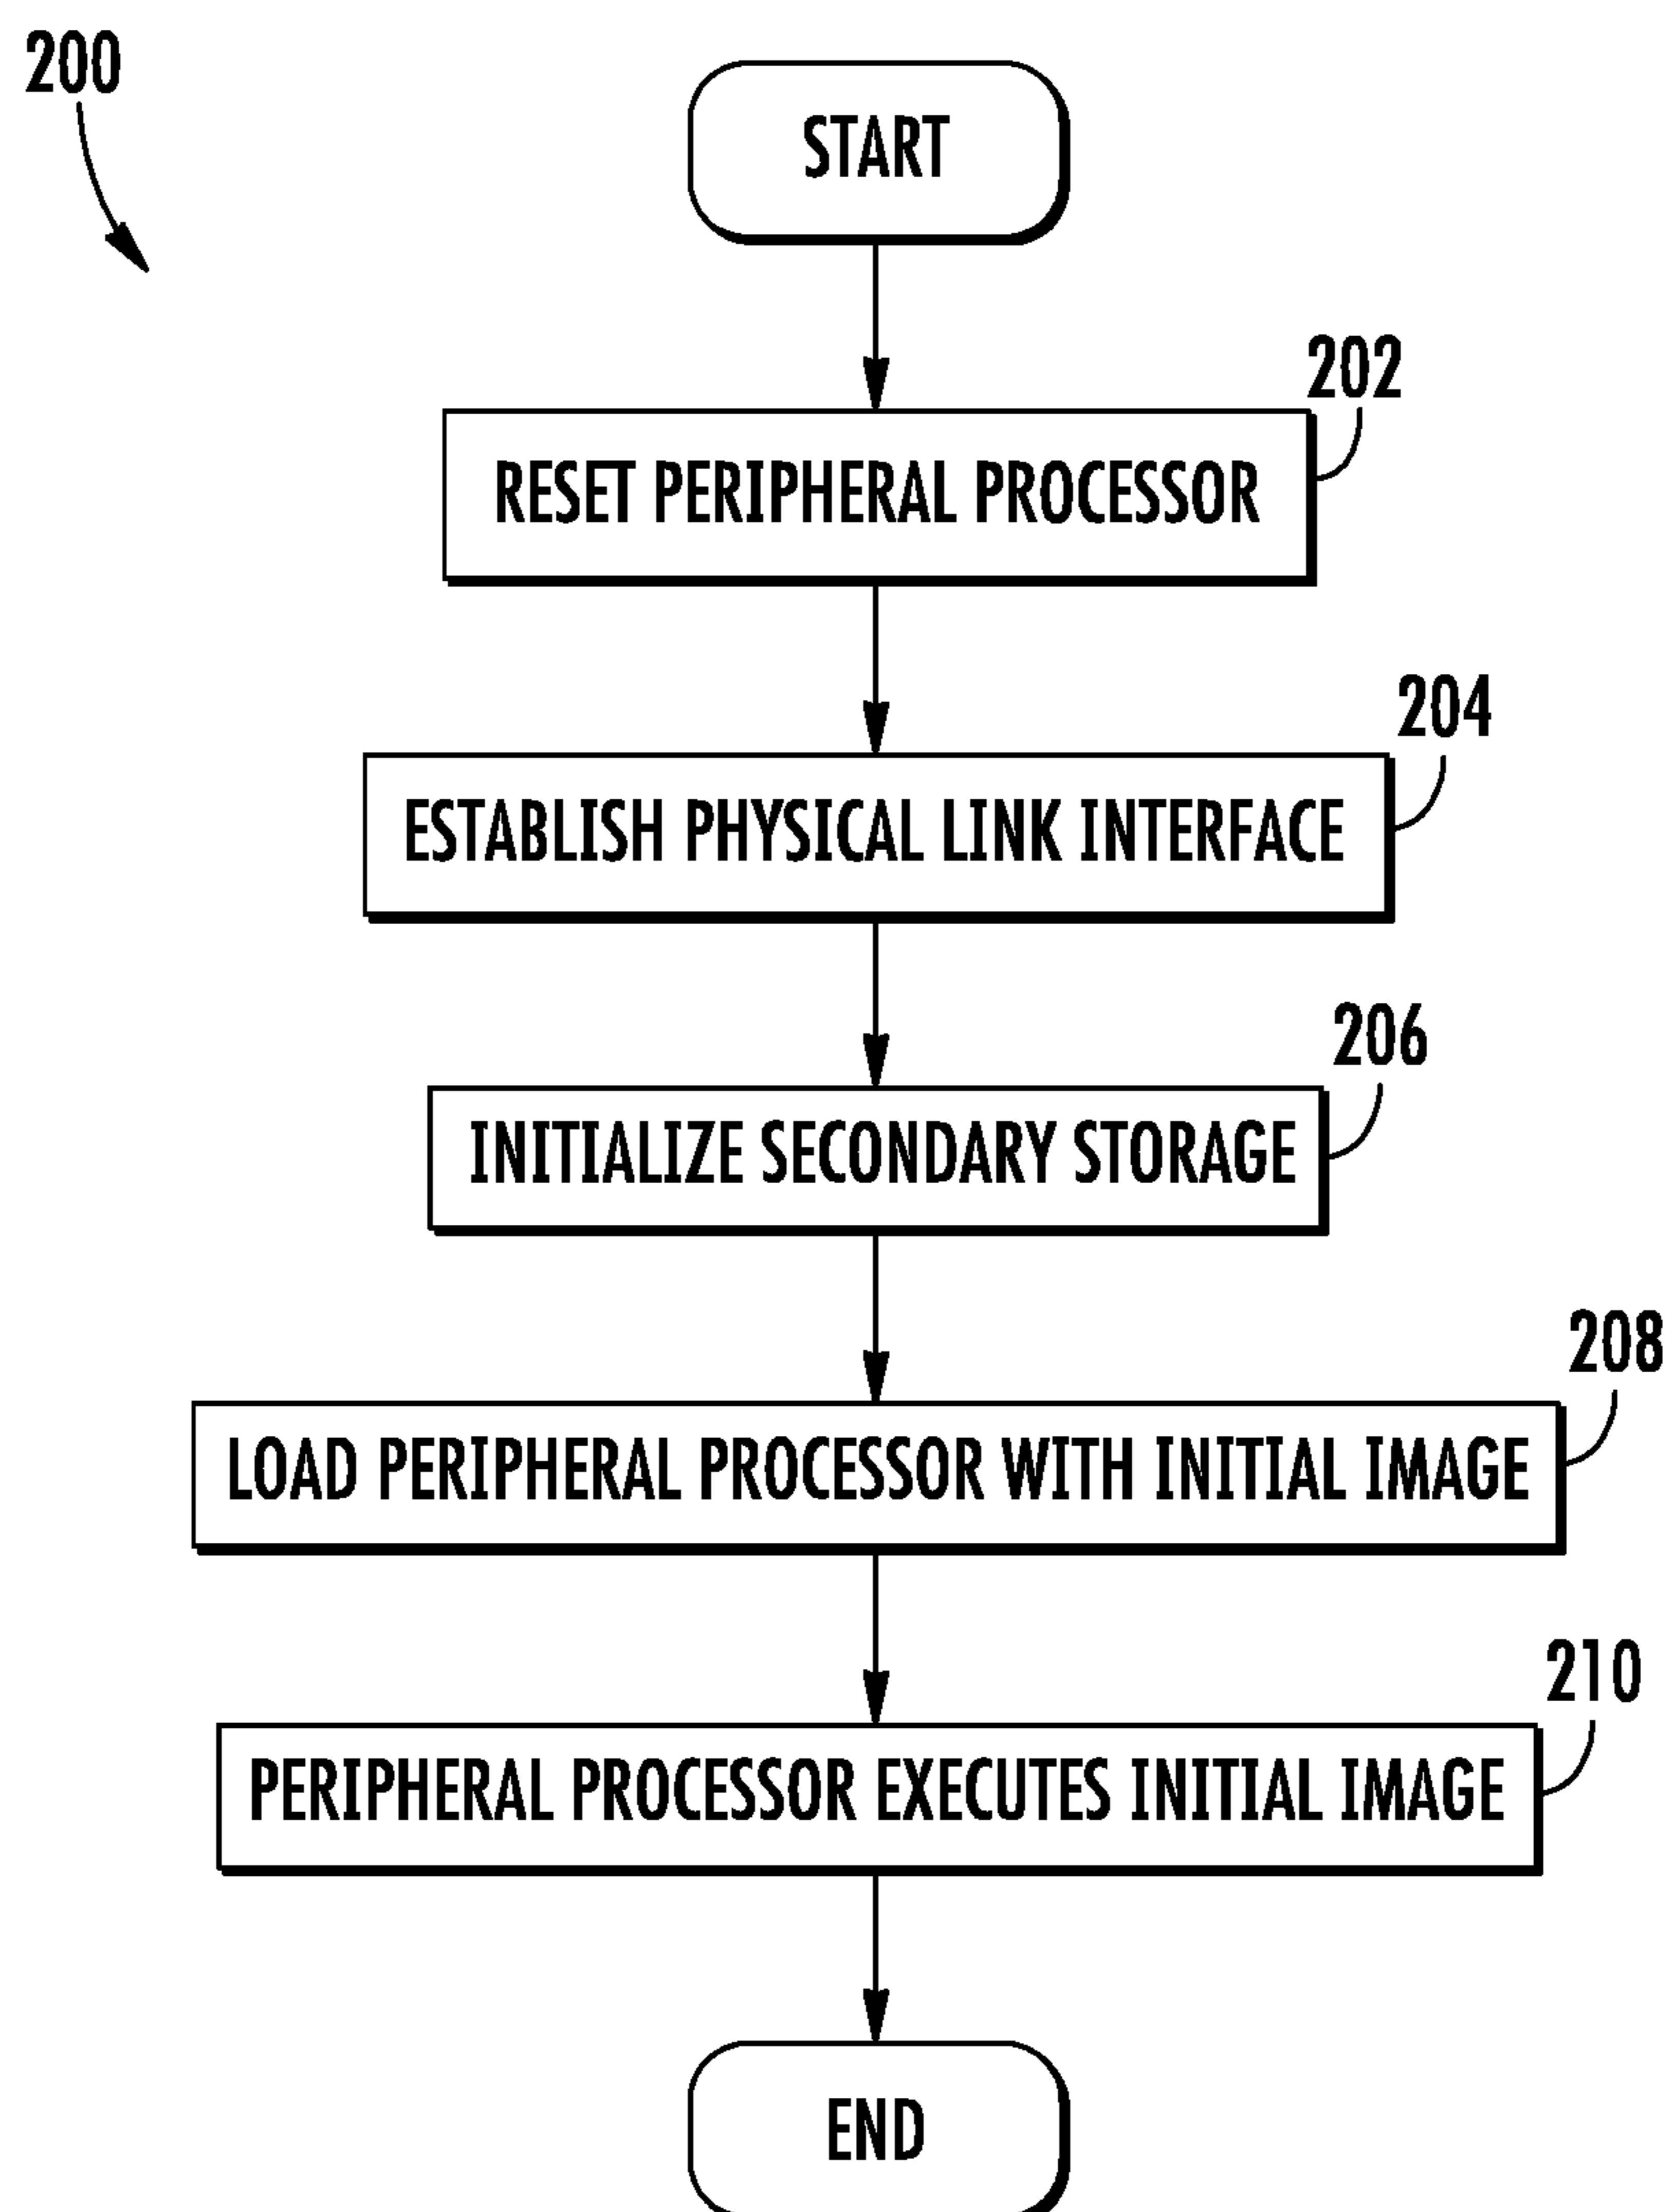 200
START
202
RESET PERIPHERAL PROCESSOR
204
ESTABLISH PHYSICAL LINK INTERFACE
206
INITIALIZE SECONDARY STORAGE
208
LOAD PERIPHERAL PROCESSOR WITH INITIAL IMAGE
210
PERIPHERAL PROCESSOR EXECUTES INITIAL IMAGE
END